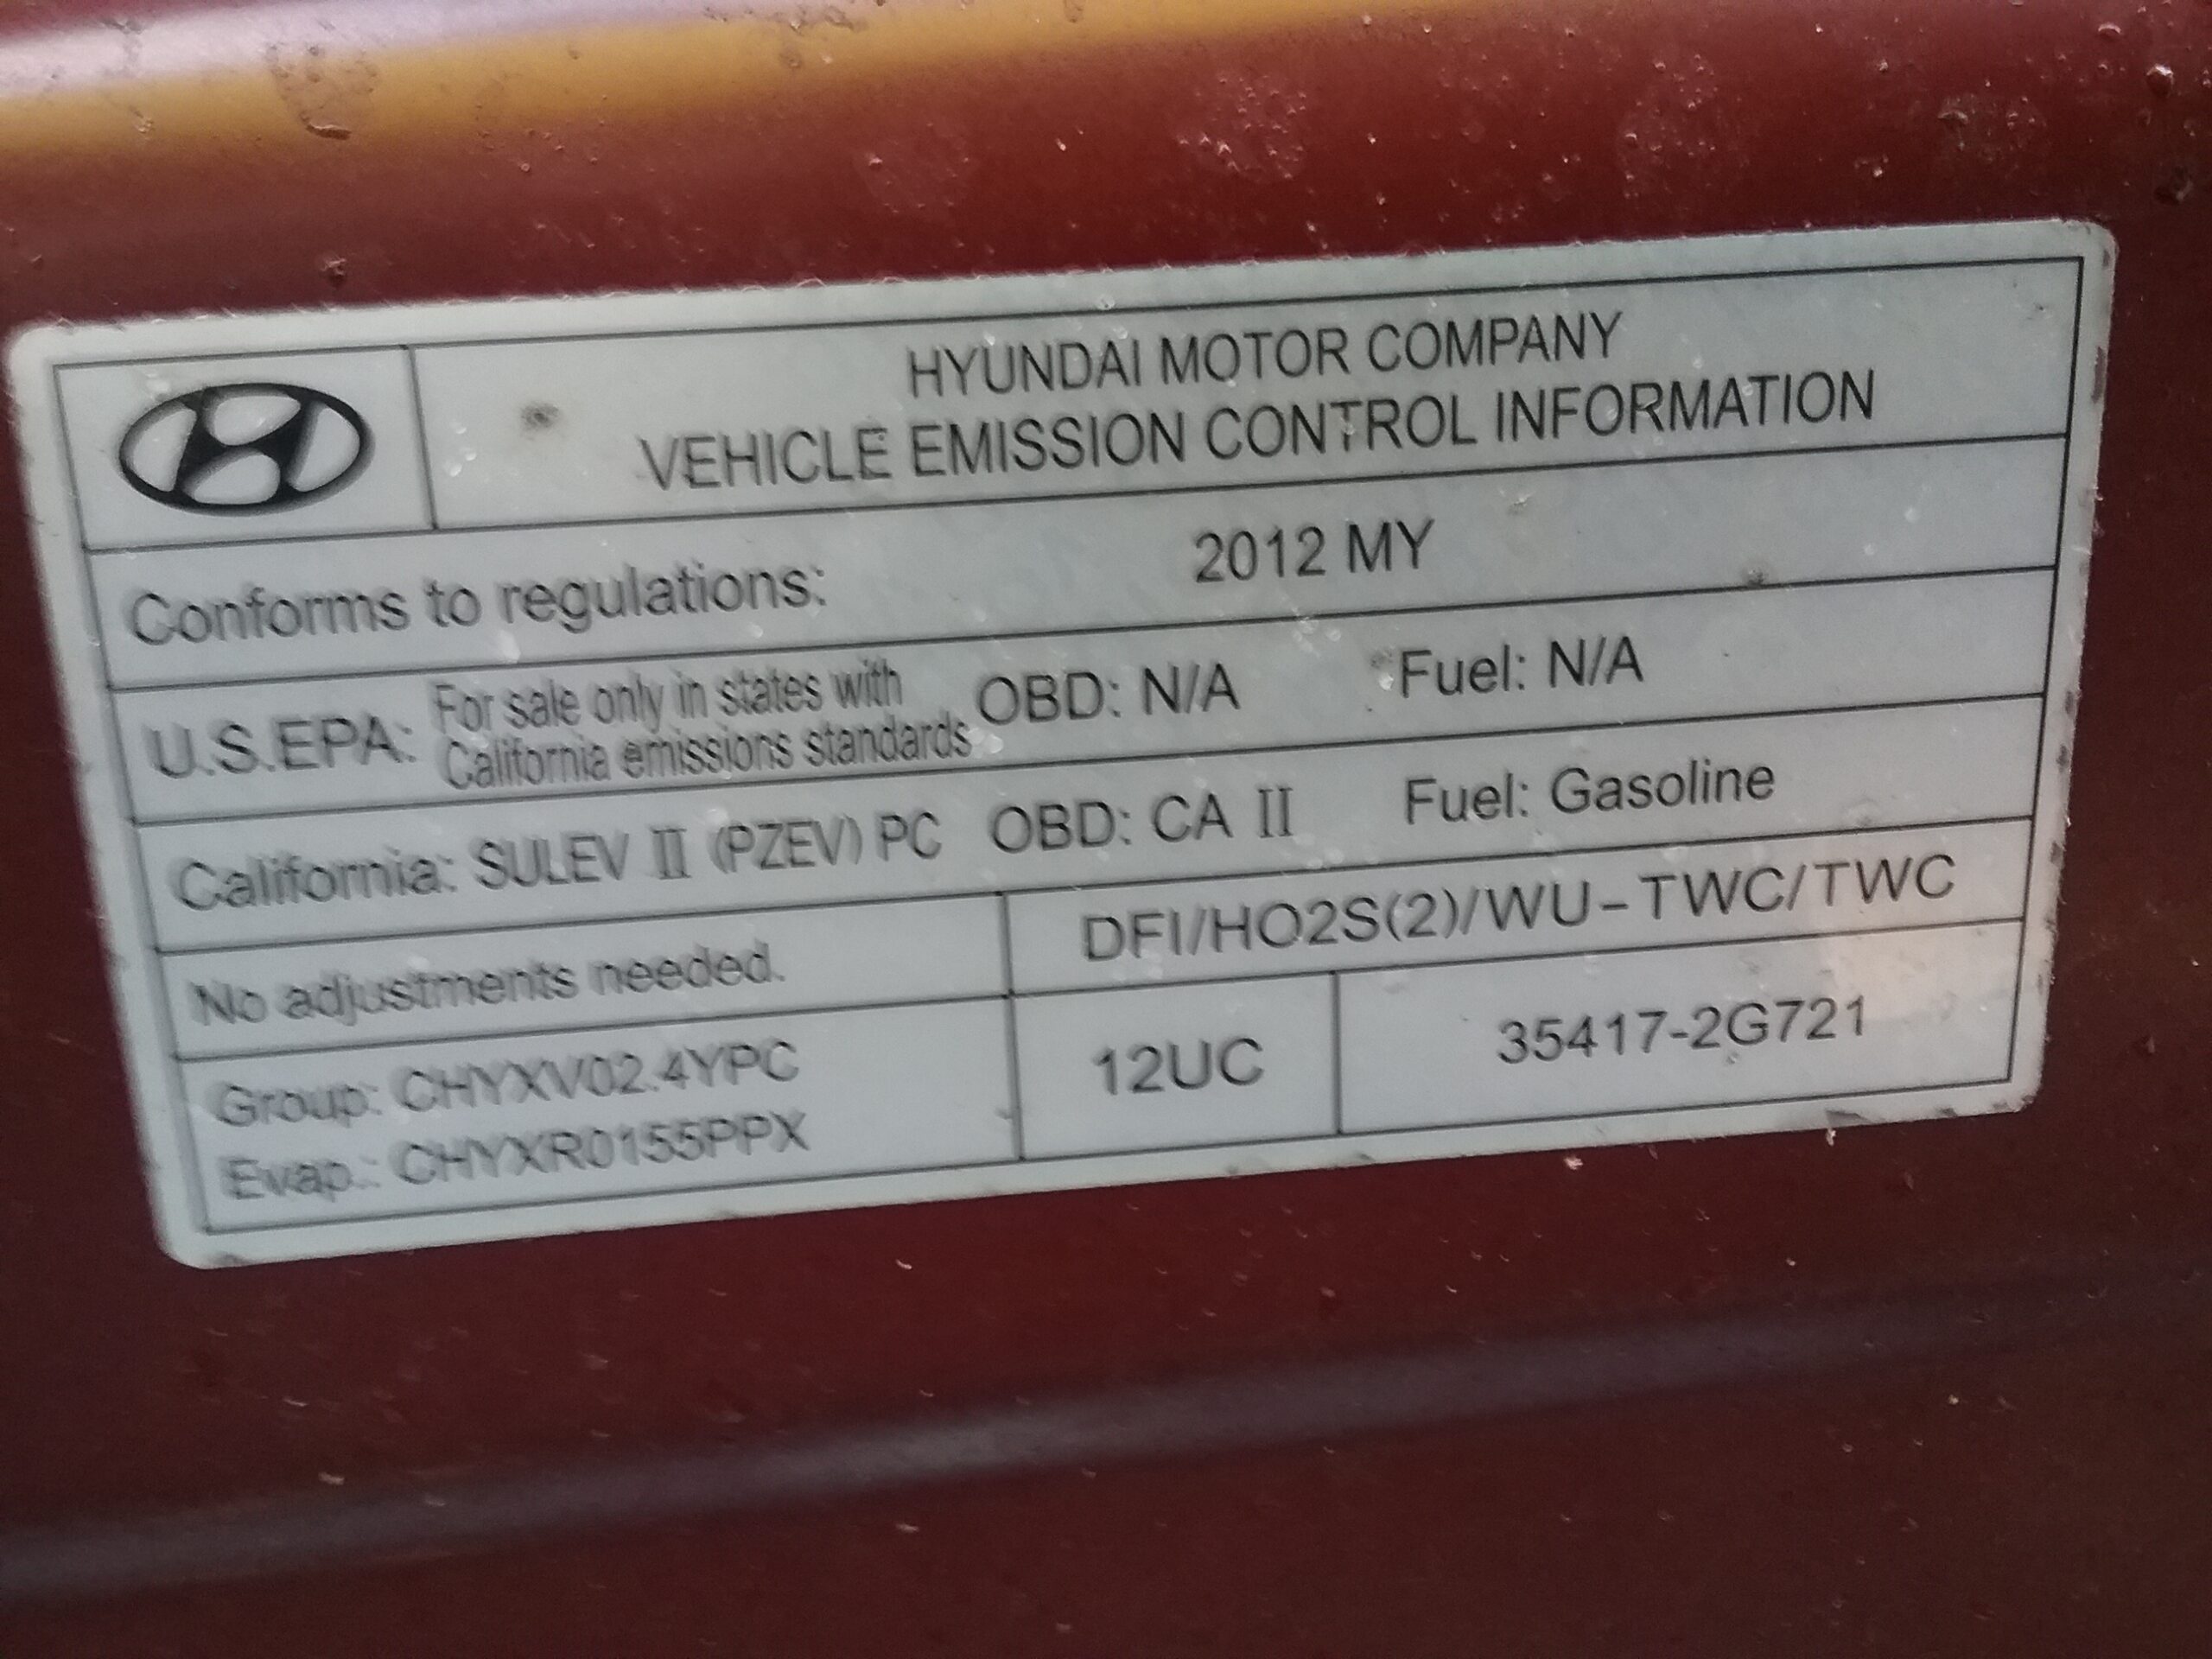 HYUNDAI MOTOR COMPANY
VEHICLE EMISSION CONTROL INFORMATION
Conforms to regulations: 2012 MY
U.S.EPA: For sale only in states with
California emissions standards OBD: N/A Fuel: N/A
California: SULEV II (PZEV) PC OBD: CA II Fuel: Gasoline
No adjustments needed. DFI/HO2S(2)/WU-TWC/TWC
Group: CHYXV02.4YPC
Evap.: CHYXR0155PPX
12UC 35417-2G721